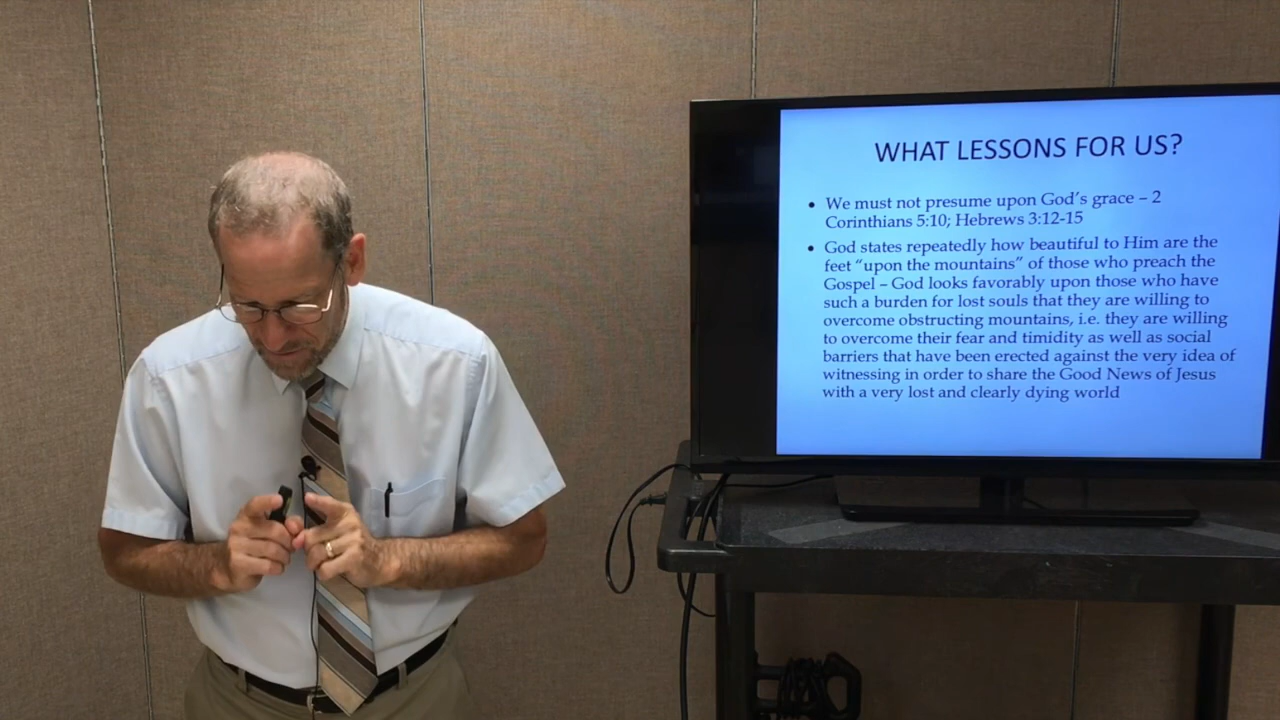 WHAT LESSONS FOR US?
• We must not presume upon God's grace – 2
Corinthians 5:10; Hebrews 3:12-15
• God states repeatedly how beautiful to Him are the
feet “upon the mountains” of those who preach the
Gospel – God looks favorably upon those who have
such a burden for lost souls that they are willing to
overcome obstructing mountains, i.e. they are willing
to overcome their fear and timidity as well as social
barriers that have been erected against the very idea of
witnessing in order to share the Good News of Jesus
with a very lost and clearly dying world